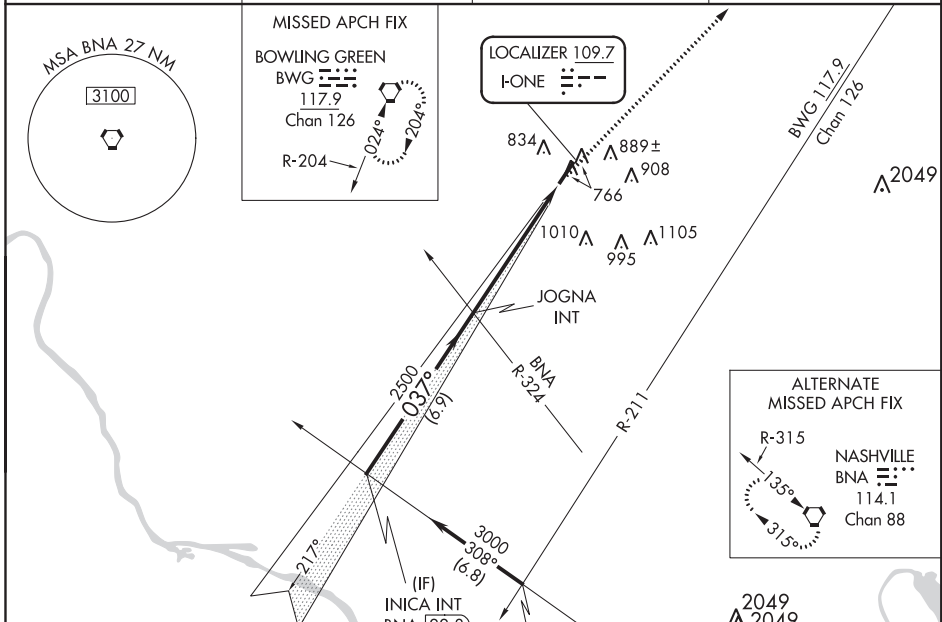 MSA BNA 27 NM
3100
MISSED APCH FIX
BOWLING GREEN
BWG
117.9
Chan 126
024°
204°
R-204
LOCALIZER 109.7
I-ONE
BWG 117.9
Chan 126
834
889±
908
766
2049
1010
995
1105
JOGNA
INT
BNA
R-324
2500
037°
(6.9)
R-211
ALTERNATE
MISSED APCH FIX
R-315
NASHVILLE
BNA
114.1
Chan 88
135°
315°
217°
3000
308°
(6.8)
(IF)
INICA INT
2049
2049